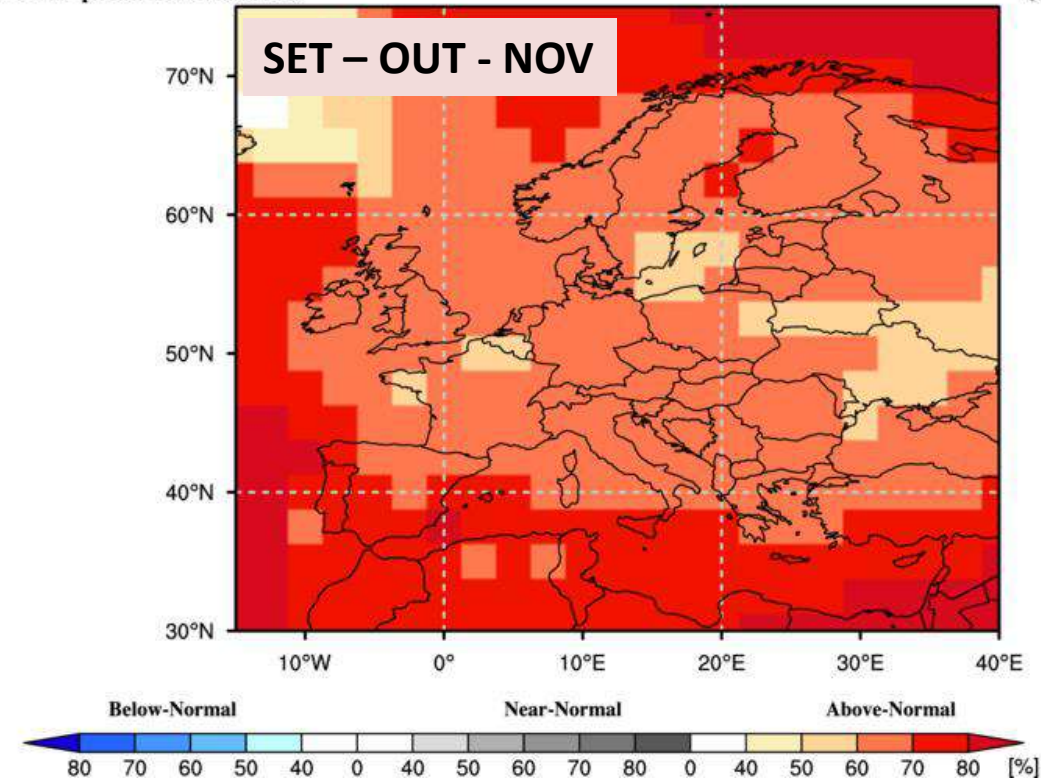 SET – OUT - NOV
70°N
60°N
50°N
40°N
30°N
10°W 0° 10°E 20°E 30°E 40°E
Below-Normal Near-Normal Above-Normal
80 70 60 50 40 0 40 50 60 70 80 0 40 50 60 70 80 [%]